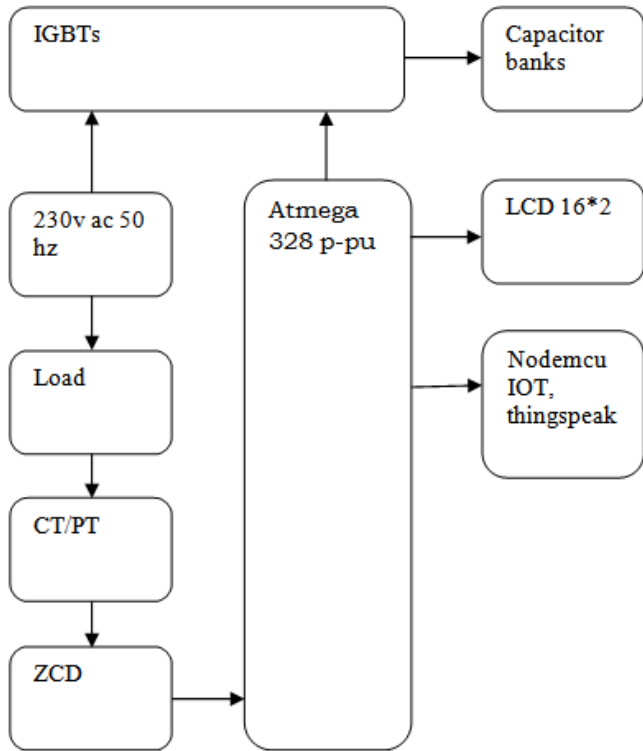 IGBTs
Capacitor
banks
230v ac 50
hz
Atmega
328 p-pu
LCD 16*2
Load
Nodemcu
IOT,
thingspeak
CT/PT
ZCD